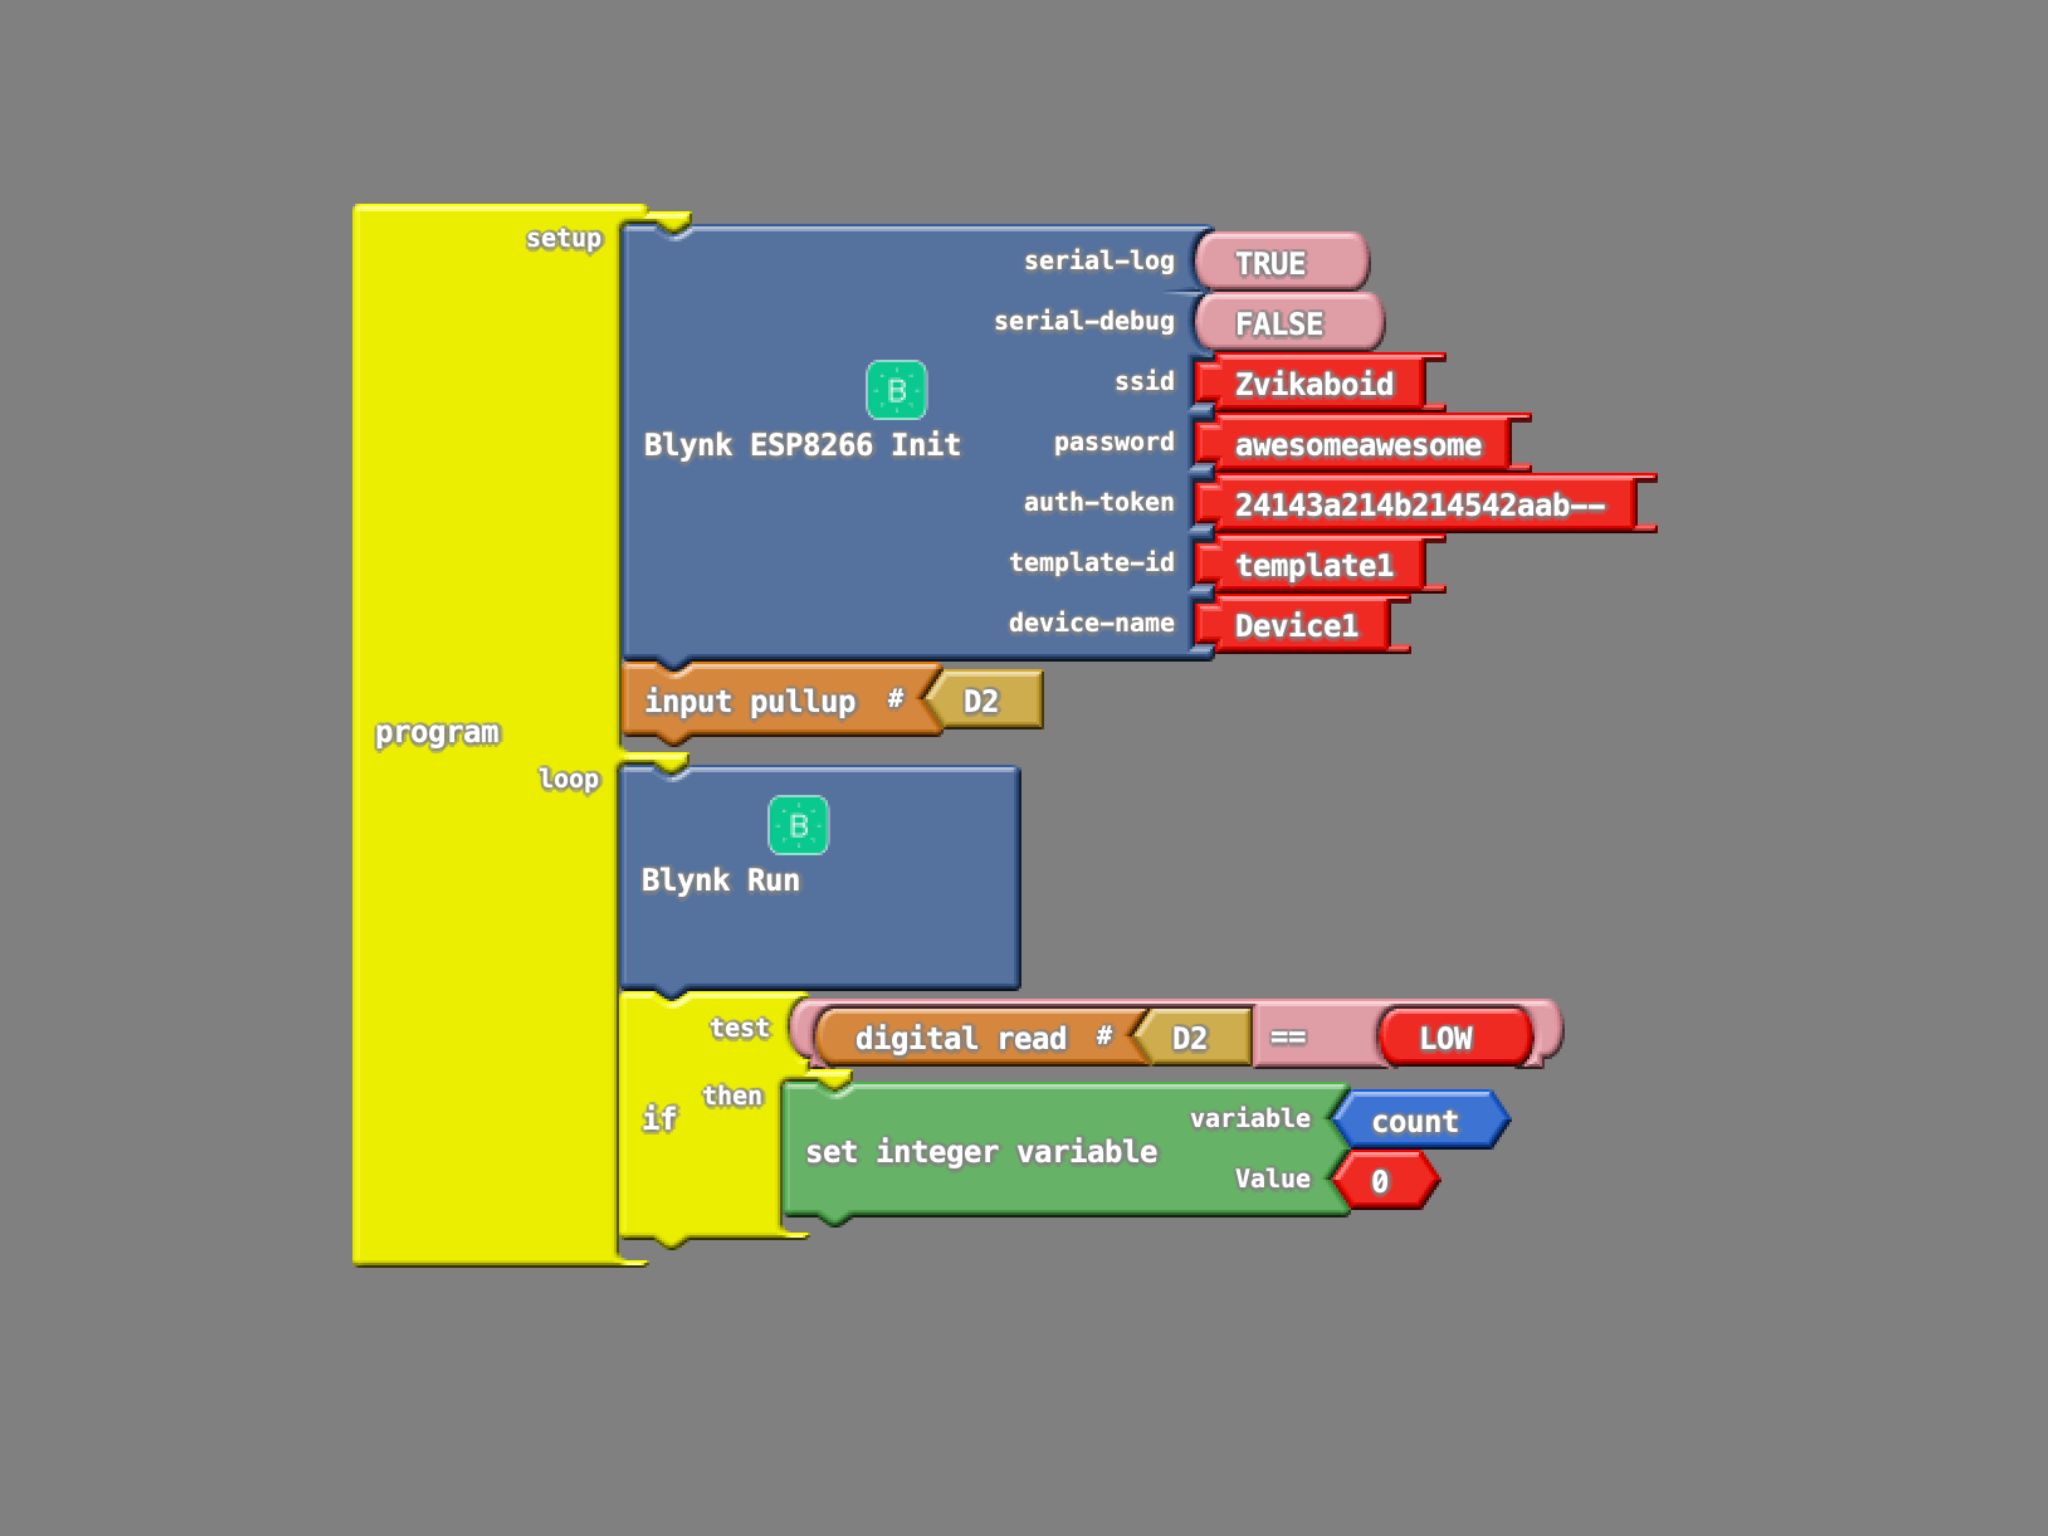 program
setup
Blynk ESP8266 Init
B
serial-log TRUE
serial-debug FALSE
ssid Zvikaboid
password awesomeawesome
auth-token 24143a214b214542aab--
template-id template1
device-name Device1
input pullup # D2
loop
B
Blynk Run
if
test digital read # D2 == LOW
then
set integer variable
variable count
Value 0